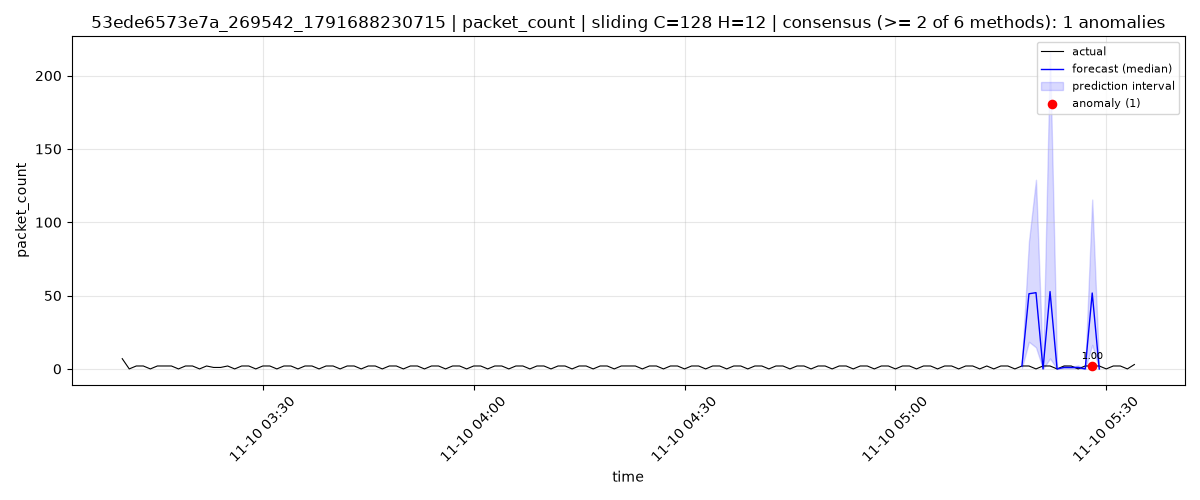 53ede6573e7a_269542_1791688230715 | packet_count | sliding C=128 H=12 | consensus (>= 2 of 6 methods): 1 anomalies
actual
forecast (median)
prediction interval
anomaly (1)
200
150
100
50
0
packet_count
1.00
11-10 03:30
11-10 04:00
11-10 04:30
11-10 05:00
11-10 05:30
time